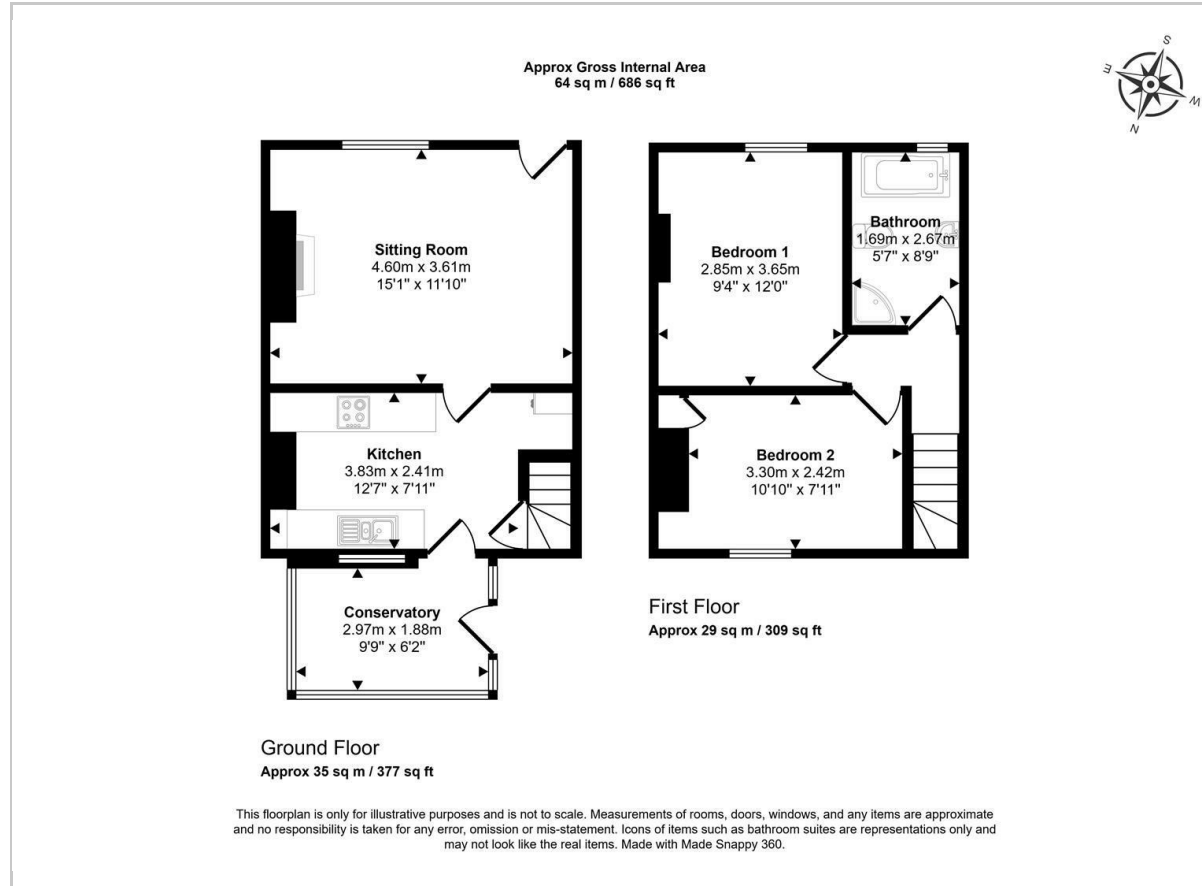 Approx Gross Internal Area
64 sq m / 686 sq ft
S
E
W
N
Sitting Room
4.60m x 3.61m
15'1" x 11'10"
Kitchen
3.83m x 2.41m
12'7" x 7'11"
Conservatory
2.97m x 1.88m
9'9" x 6'2"
Ground Floor
Approx 35 sq m / 377 sq ft
Bedroom 1
2.85m x 3.65m
9'4" x 12'0"
Bathroom
1.69m x 2.67m
5'7" x 8'9"
Bedroom 2
3.30m x 2.42m
10'10" x 7'11"
First Floor
Approx 29 sq m / 309 sq ft
This floorplan is only for illustrative purposes and is not to scale. Measurements of rooms, doors, windows, and any items are approximate
and no responsibility is taken for any error, omission or mis-statement. Icons of items such as bathroom suites are representations only and
may not look like the real items. Made with Made Snappy 360.